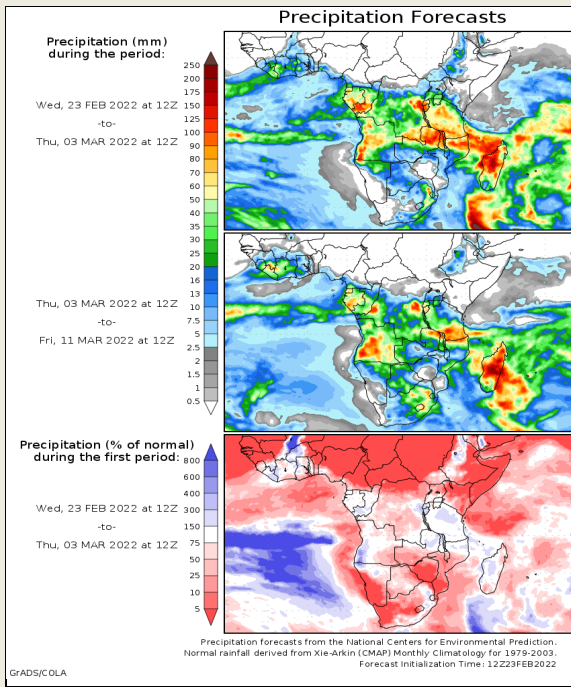 Precipitation Forecasts
Precipitation (mm)
during the period:
Wed, 23 FEB 2022 at 12Z
-to-
Thu, 03 MAR 2022 at 12Z
250
200
175
150
125
100
90
80
70
60
50
40
35
30
25
20
16
13
10
7.5
5
2.5
2
1.5
1
0.5
Thu, 03 MAR 2022 at 12Z
-to-
Fri, 11 MAR 2022 at 12Z
Precipitation (% of normal)
during the first period:
Wed, 23 FEB 2022 at 12Z
-to-
Thu, 03 MAR 2022 at 12Z
800
600
400
300
150
75
50
25
10
5
Precipitation forecasts from the National Centers for Environmental Prediction.
Normal rainfall derived from Xie-Arkin (CMAP) Monthly Climatology for 1979-2003.
Forecast Initialization Time: 12Z23FEB2022
GrADS/COLA